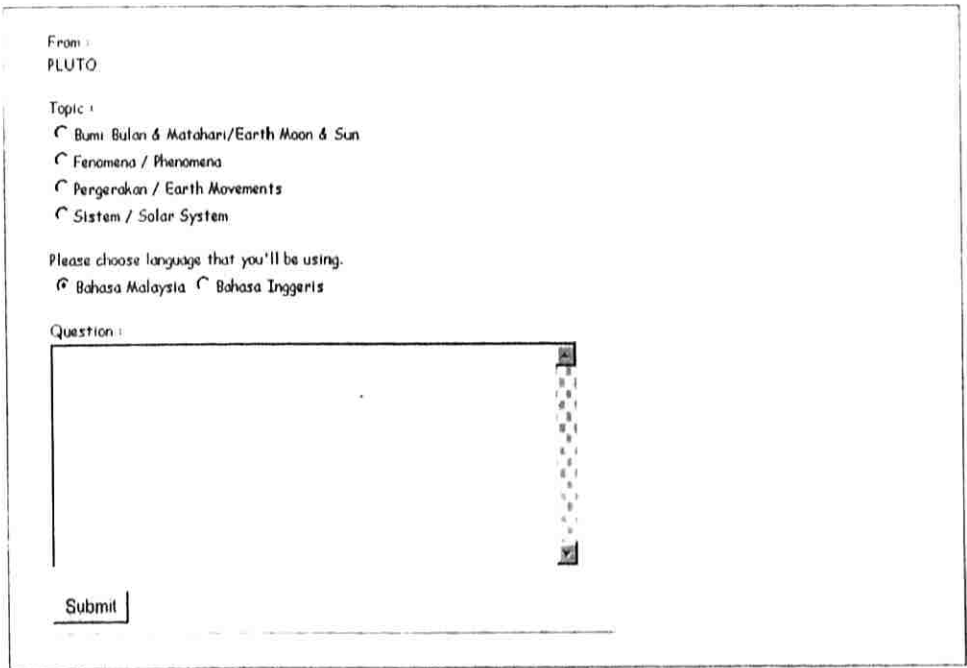 From :
PLUTO
Topic :
Bumi Bulan & Matahari/Earth Moon & Sun
Fenomena / Phenomena
Pergerakan / Earth Movements
Sistem / Solar System
Please choose language that you'll be using.
Bahasa Malaysia Bahasa Inggeris
Question :
Submit